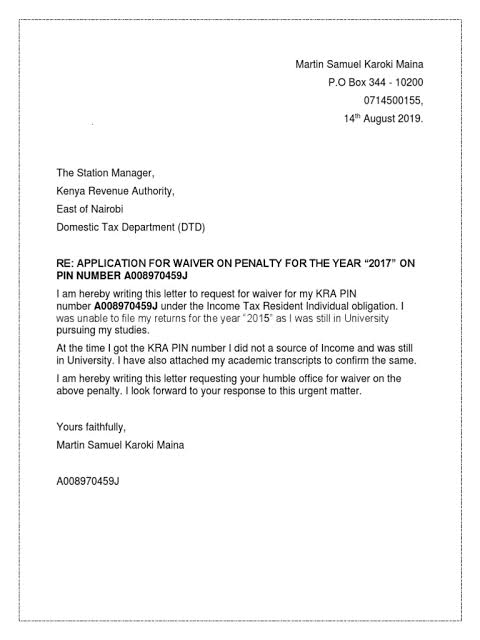 Martin Samuel Karoki Maina
P.O Box 344 - 10200
0714500155,
14th August 2019.
The Station Manager,
Kenya Revenue Authority,
East of Nairobi
Domestic Tax Department (DTD)
RE: APPLICATION FOR WAIVER ON PENALTY FOR THE YEAR “2017” ON
PIN NUMBER A008970459J
I am hereby writing this letter to request for waiver for my KRA PIN
number A008970459J under the Income Tax Resident Individual obligation. I
was unable to file my returns for the year “2015” as I was still in University
pursuing my studies.
At the time I got the KRA PIN number I did not a source of Income and was still
in University. I have also attached my academic transcripts to confirm the same.
I am hereby writing this letter requesting your humble office for waiver on the
above penalty. I look forward to your response to this urgent matter.
Yours faithfully,
Martin Samuel Karoki Maina
A008970459J